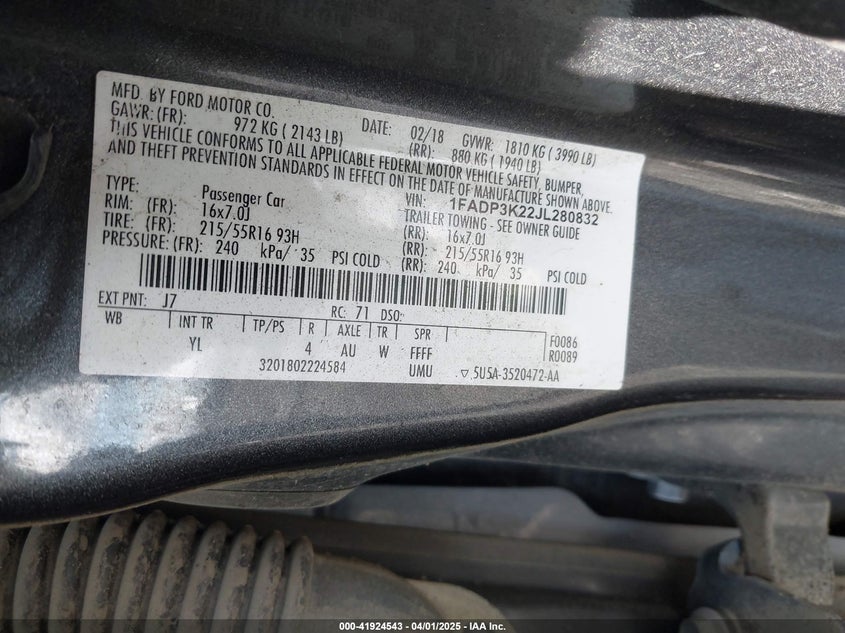 MFD. BY FORD MOTOR CO.
DATE: 02/18 GVWR: 1810 KG ( 3990 LB)
GAWR: (FR): 972 KG ( 2143 LB) (RR): 880 KG ( 1940 LB)
THIS VEHICLE CONFORMS TO ALL APPLICABLE FEDERAL MOTOR VEHICLE SAFETY, BUMPER,
AND THEFT PREVENTION STANDARDS IN EFFECT ON THE DATE OF MANUFACTURE SHOWN ABOVE.
VIN: 1FADP3K22JL280832
TYPE: Passenger Car TRAILER TOWING - SEE OWNER GUIDE
RIM: (FR): 16x7.0J (RR): 16x7.0J
TIRE: (FR): 215/55R16 93H (RR): 215/55R16 93H
PRESSURE: (FR): 240 kPa/ 35 PSI COLD (RR): 240 kPa/ 35 PSI COLD
EXT PNT: J7 RC: 71 DSO:
WB INT TR TP/PS R AXLE TR SPR F0086
YL 4 AU W FFFF R0089
3201802224584 UMU ▽ 5U5A-3520472-AA
000-41924543 - 04/01/2025 - IAA Inc.